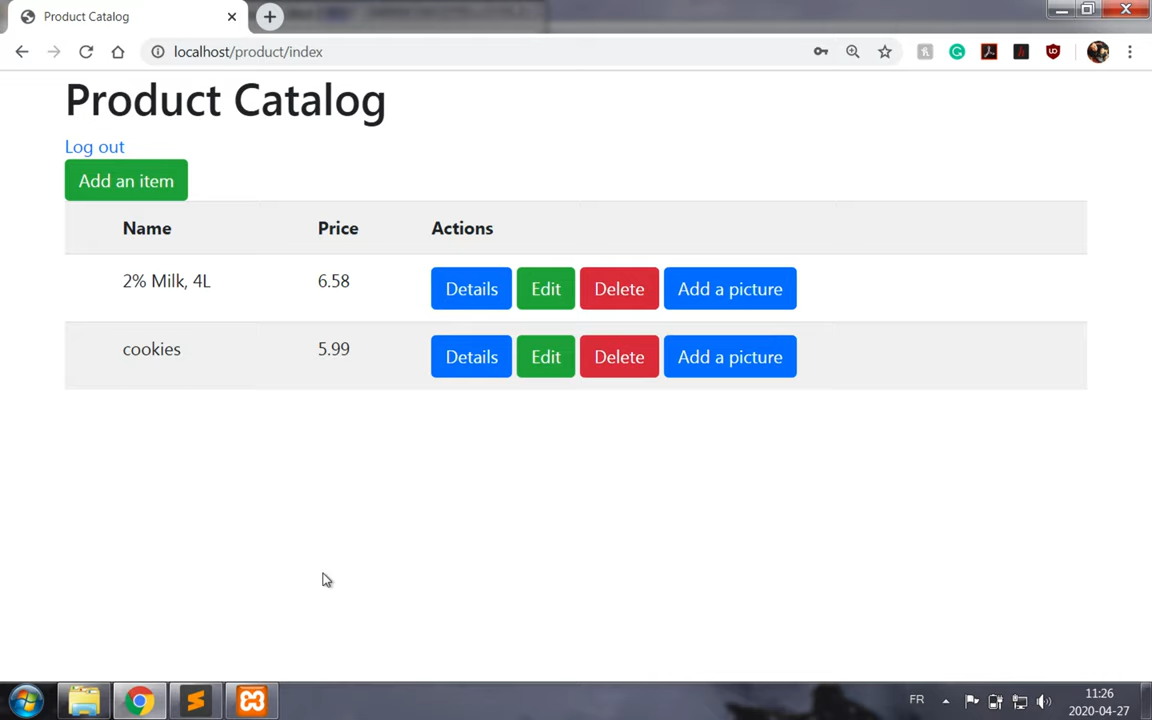 Product Catalog
localhost/product/index
Product Catalog
Log out
Add an item
Name Price Actions
2% Milk, 4L 6.58 Details Edit Delete Add a picture
cookies 5.99 Details Edit Delete Add a picture
FR
11:26
2020-04-27